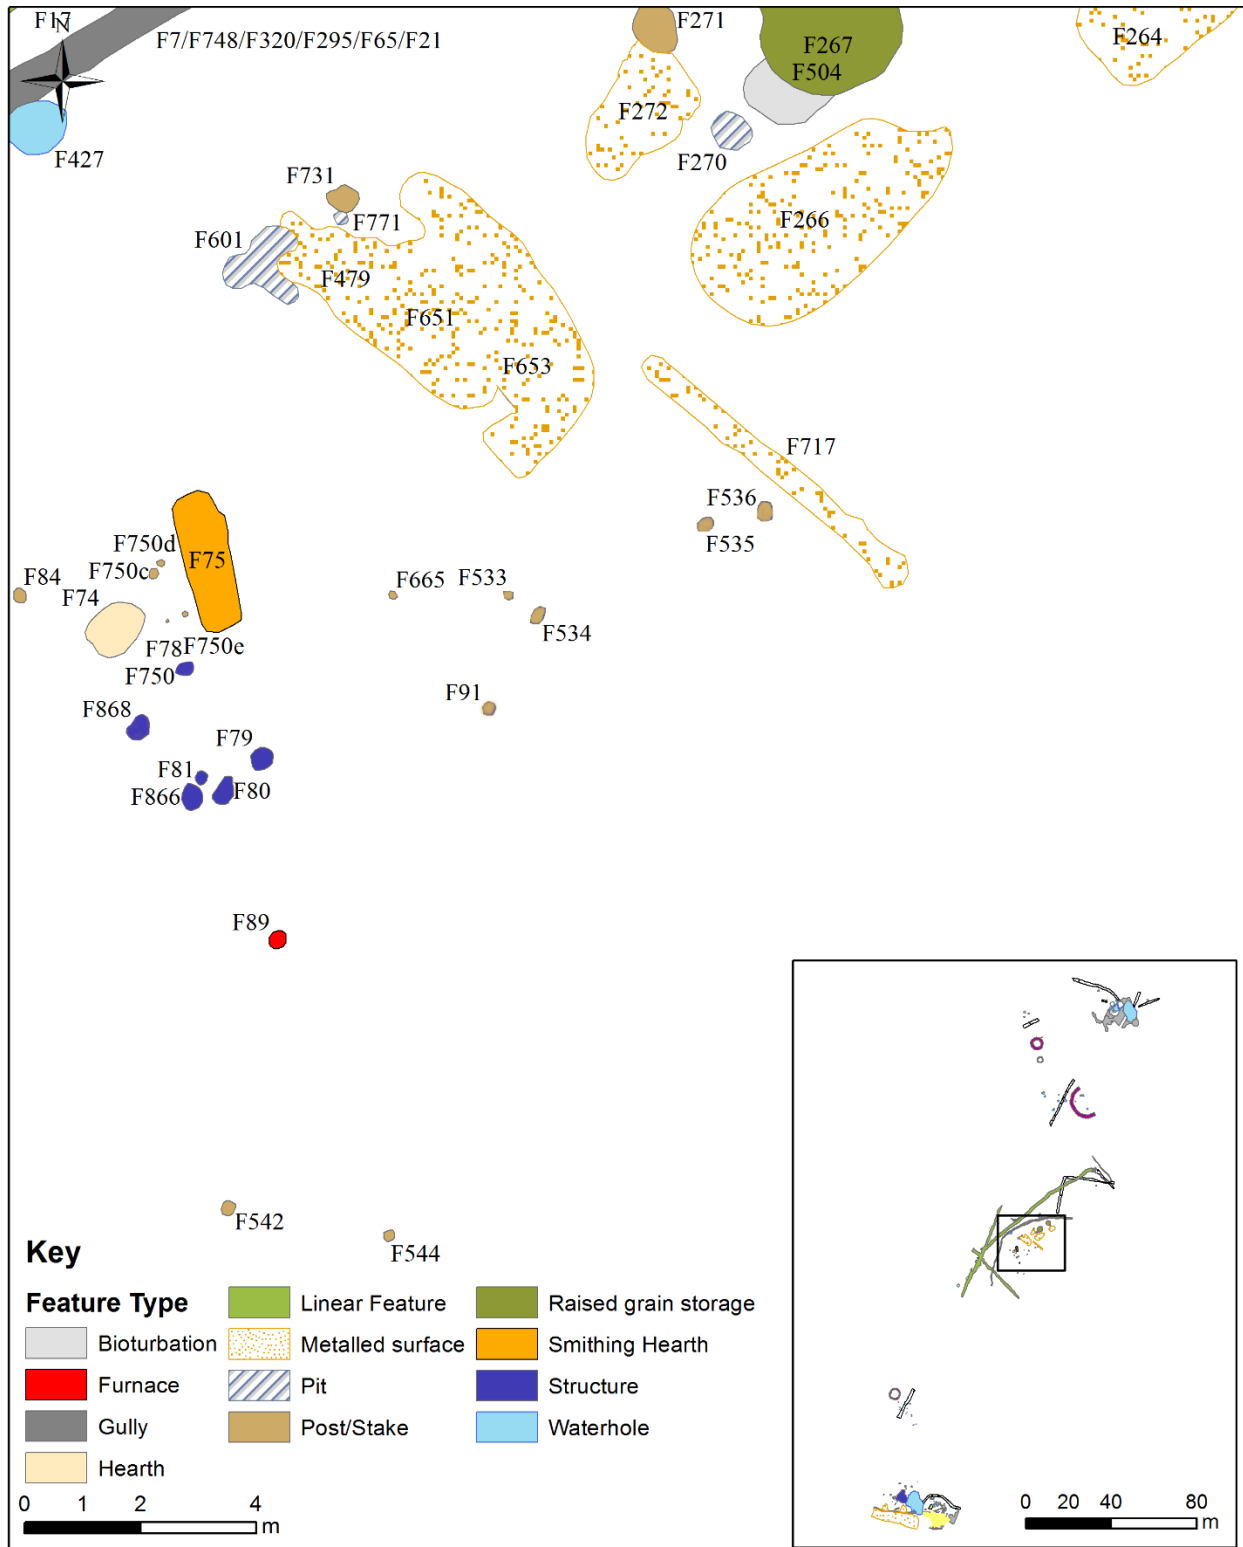 F17
N
F7/F748/F320/F295/F65/F21
F271
F267
F504
F264
F272
F270
F427
F731
F771
F601
F479
F266
F651
F653
F717
F536
F535
F750d
F750c
F75
F84
F74
F665
F533
F534
F78
F750e
F750
F91
F868
F79
F81
F866
F80
F89
F542
F544
Key
Feature Type
Bioturbation
Furnace
Gully
Hearth
Linear Feature
Metalled surface
Pit
Post/Stake
Raised grain storage
Smithing Hearth
Structure
Waterhole
0 1 2 4
m
0 20 40 80
m